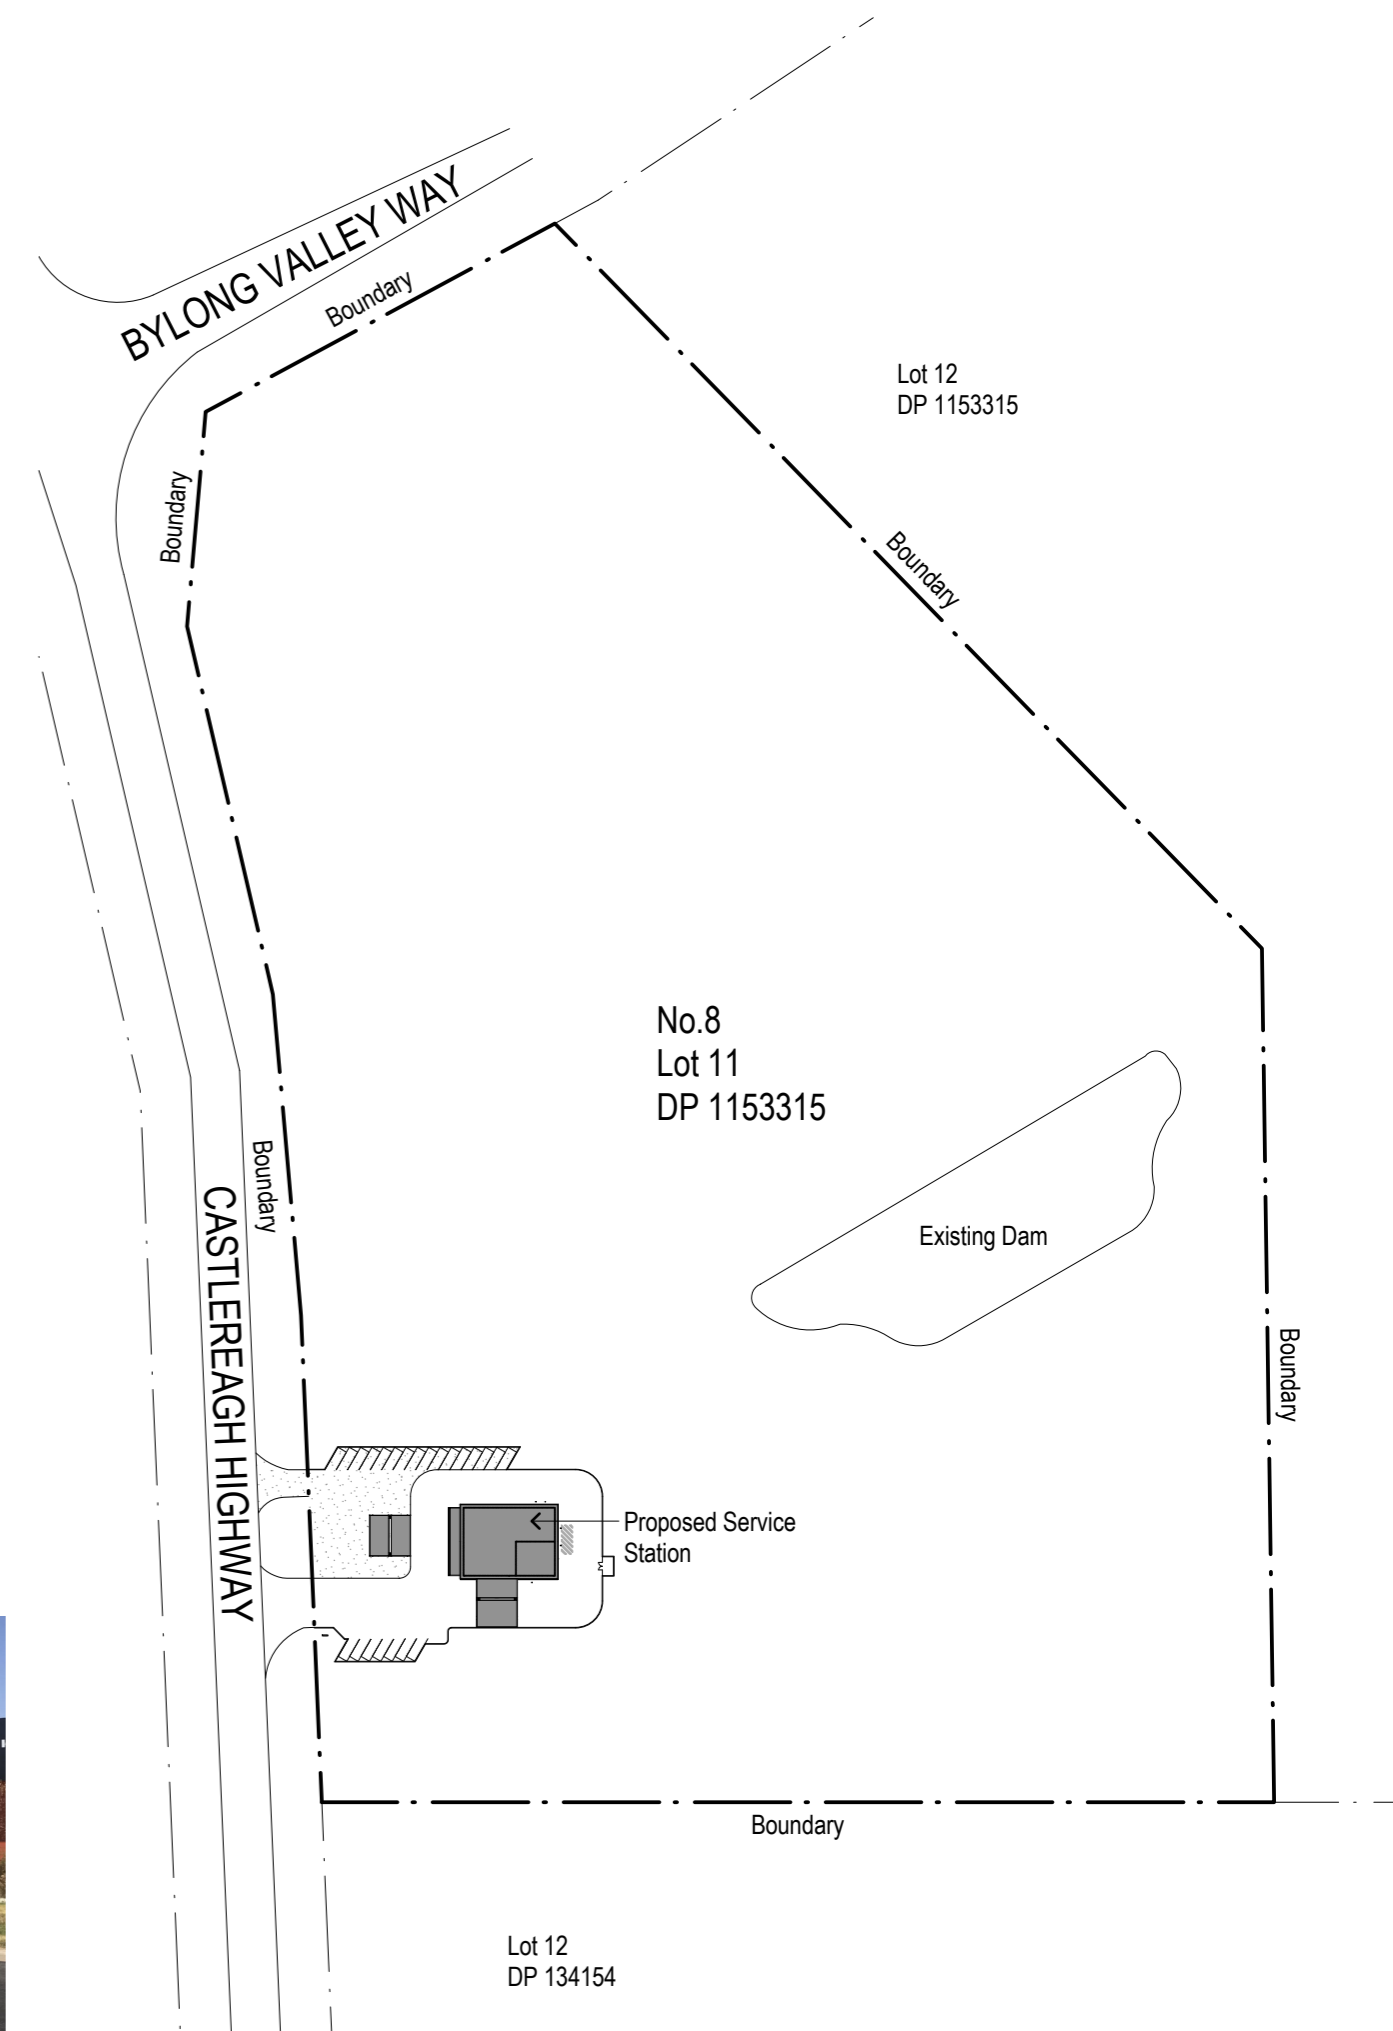 BYLONG VALLEY WAY
Boundary
Lot 12
DP 1153315
Boundary
Boundary
No.8
Lot 11
DP 1153315
Boundary
CASTLEREAGH HIGHWAY
Existing Dam
Boundary
Proposed Service
Station
Boundary
Lot 12
DP 134154